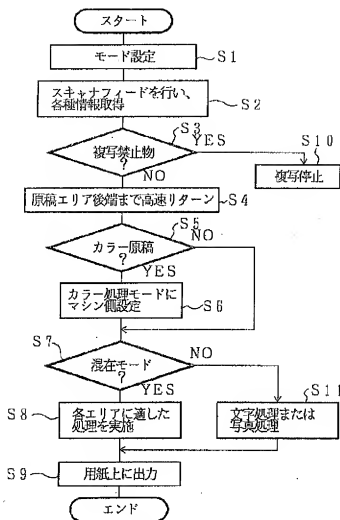 スタート
モード設定
S1
スキャナフィードを行い、
各種情報取得
S2
S3
複写禁止物
?
YES
NO
S10
複写停止
原稿エリア後端まで高速リターン
S4
S5
カラー原稿
?
NO
YES
カラー処理モードに
マシン側設定
S6
S7
混在モード
?
NO
YES
S8
各エリアに適した
処理を実施
S11
文字処理または
写真処理
S9
用紙上に出力
エンド